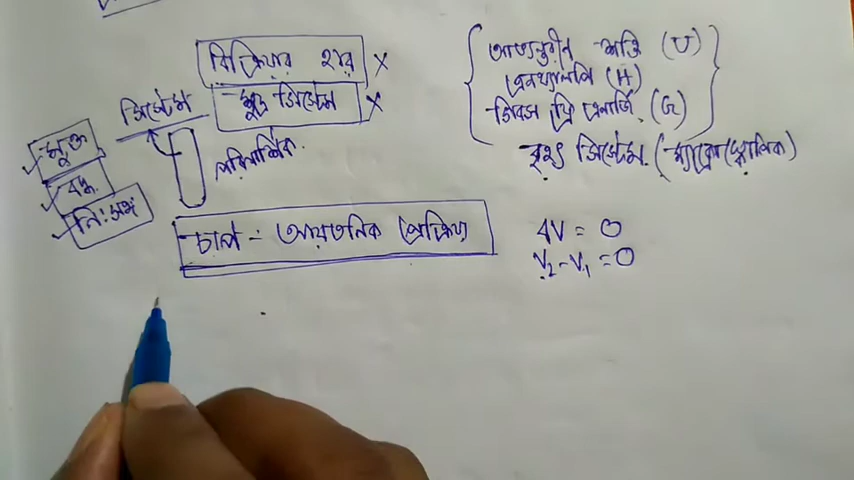 বিক্রিয়ার হার ×
ক্ষুদ্র সিস্টেম ×
সিস্টেম
পরিপার্শ্বিক
মুক্ত
বদ্ধ
নিঃসঙ্গ
আভ্যন্তরীন শক্তি (U)
এনথ্যালপি (H)
গিবস ফ্রি এনার্জি (G)
বৃহৎ সিস্টেম (ম্যাক্রোস্কোপিক)
চাপ - আয়তনিক প্রক্রিয়া
ΔV = 0
V₂ - V₁ = 0